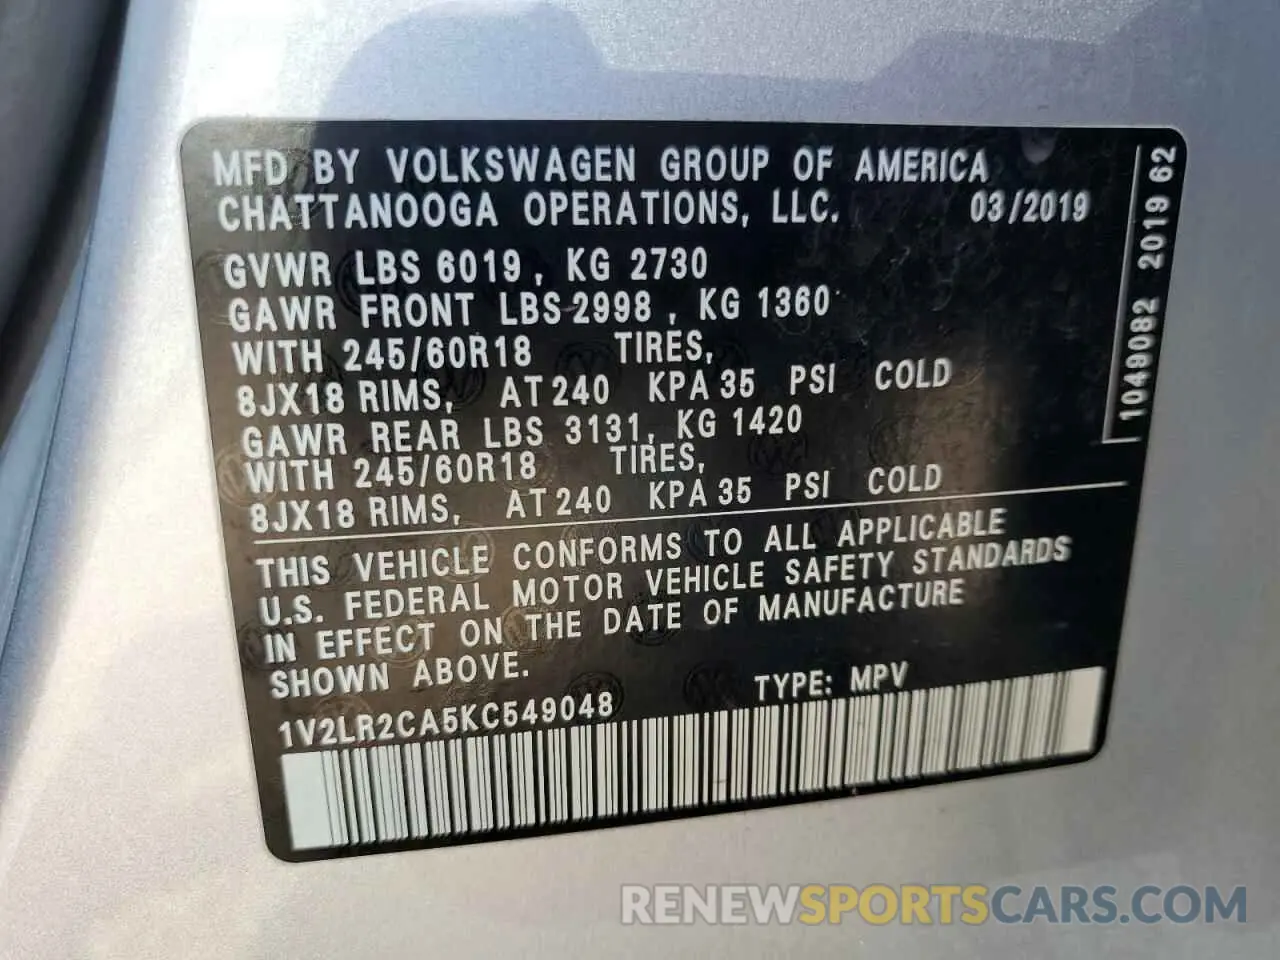 MFD BY VOLKSWAGEN GROUP OF AMERICA
CHATTANOOGA OPERATIONS, LLC. 03/2019
GVWR LBS 6019, KG 2730
GAWR FRONT LBS 2998, KG 1360
WITH 245/60R18 TIRES,
8JX18 RIMS, AT 240 KPA 35 PSI COLD
GAWR REAR LBS 3131, KG 1420
WITH 245/60R18 TIRES,
8JX18 RIMS, AT 240 KPA 35 PSI COLD
THIS VEHICLE CONFORMS TO ALL APPLICABLE
U.S. FEDERAL MOTOR VEHICLE SAFETY STANDARDS
IN EFFECT ON THE DATE OF MANUFACTURE
SHOWN ABOVE.
1V2LR2CA5KC549048 TYPE: MPV
1049082 2019 62
RENEWSPORTSCARS.COM